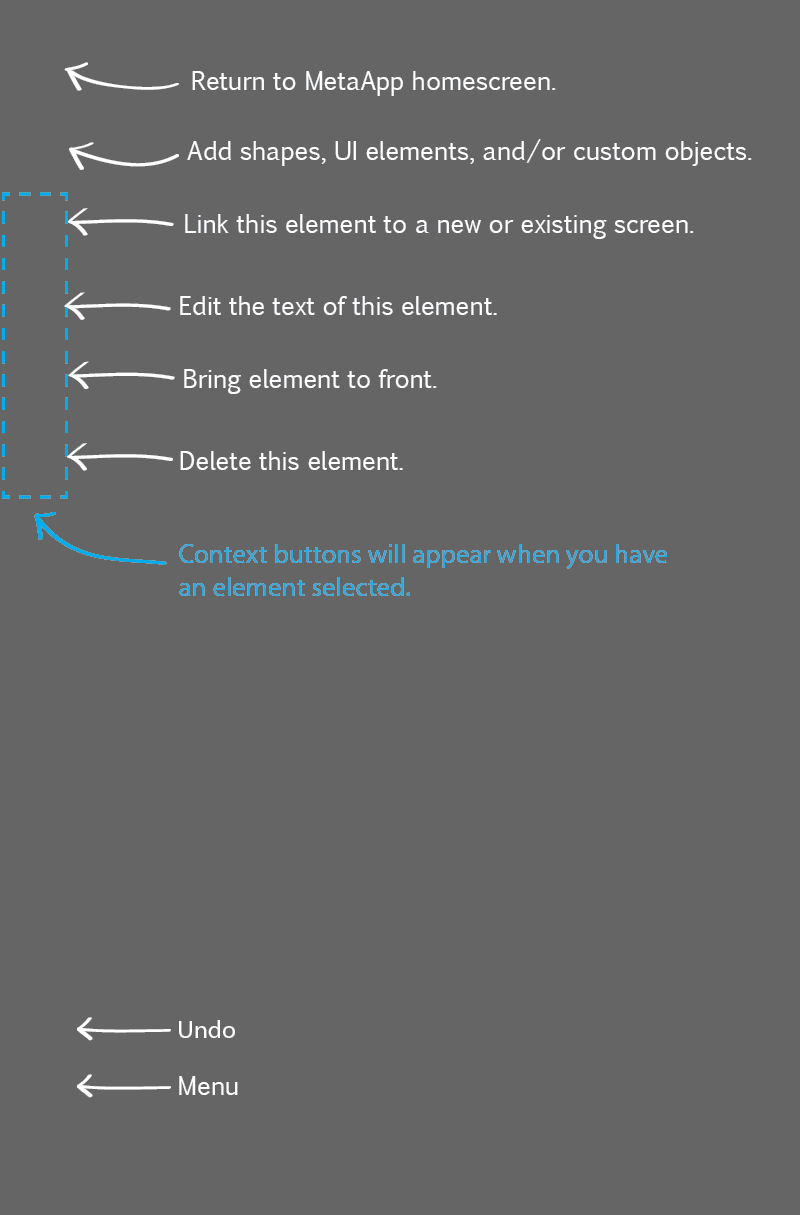 Return to MetaApp homescreen.
Add shapes, UI elements, and/or custom objects.
Link this element to a new or existing screen.
Edit the text of this element.
Bring element to front.
Delete this element.
Context buttons will appear when you have
an element selected.
Undo
Menu